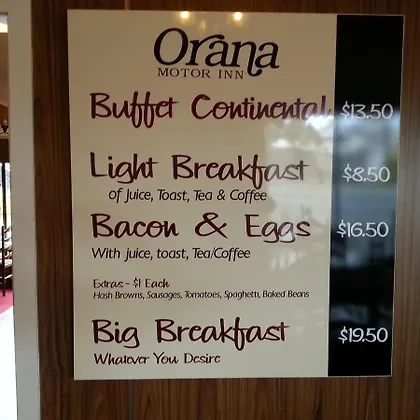 Orana
MOTOR INN
Buffet Continental $13.50
Light Breakfast $8.50
of Juice, Toast, Tea & Coffee
Bacon & Eggs $16.50
With juice, toast, Tea/Coffee
Extras - $1 Each
Hash Browns, Sausages, Tomatoes, Spaghetti, Baked Beans
Big Breakfast $19.50
Whatever You Desire